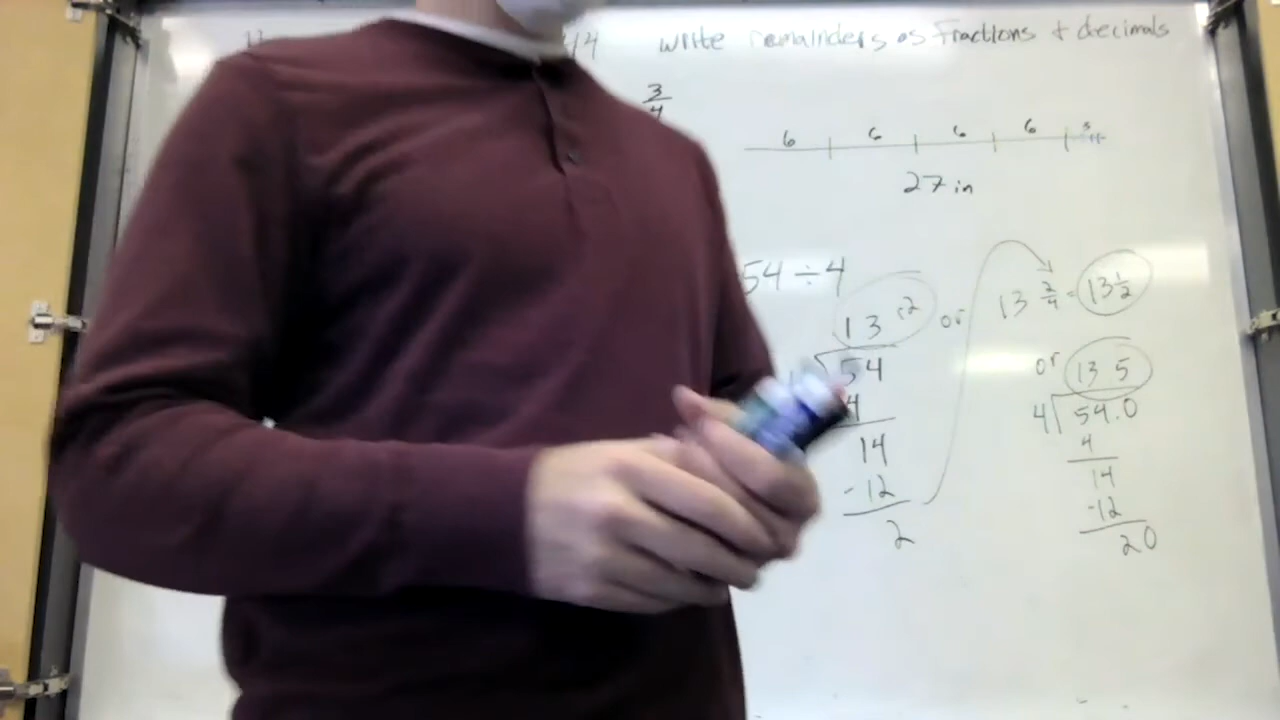 write remainders as fractions + decimals
3/4
6 6 6 6 3
27 in
54 ÷ 4
13 r2 or 13 2/4 = 13 1/2
54
4
14
-12
2
or 13 5
4 54.0
4
14
-12
20